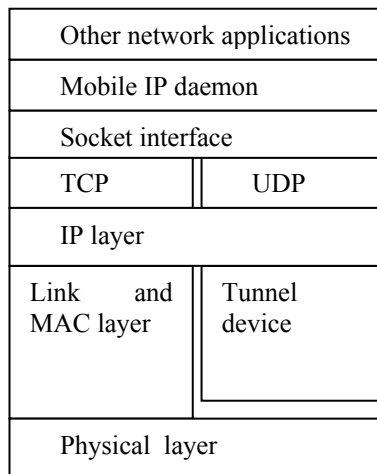 Other network applications
Mobile IP daemon
Socket interface
TCP
UDP
IP layer
Link and
MAC layer
Tunnel
device
Physical layer